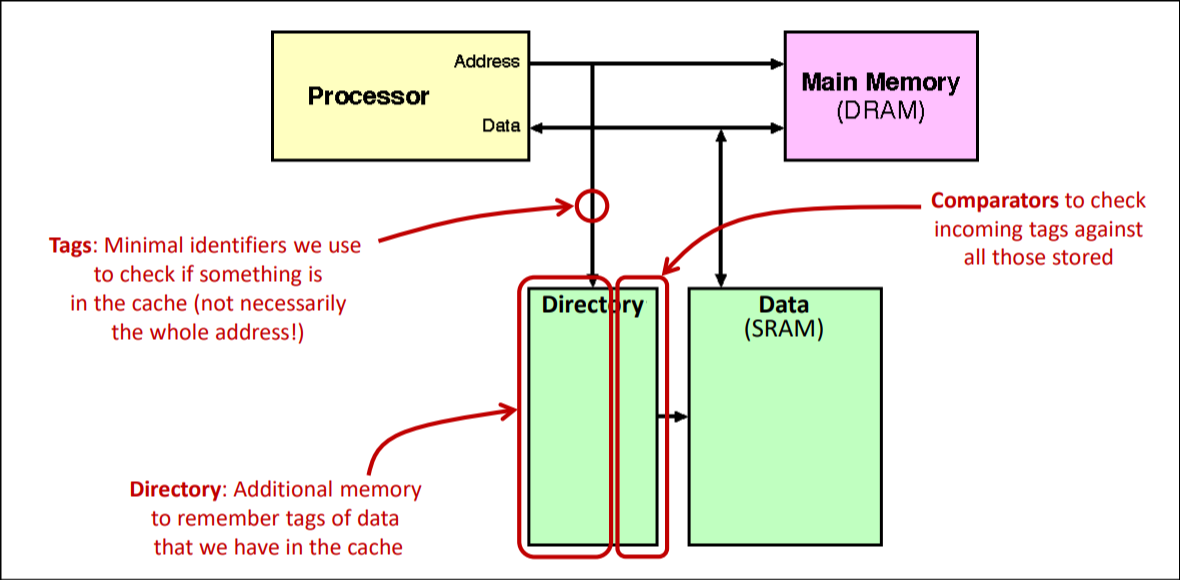 Address
Processor
Data
Main Memory
(DRAM)
Tags: Minimal identifiers we use
to check if something is
in the cache (not necessarily
the whole address!)
Comparators to check
incoming tags against
all those stored
Directory
Data
(SRAM)
Directory: Additional memory
to remember tags of data
that we have in the cache